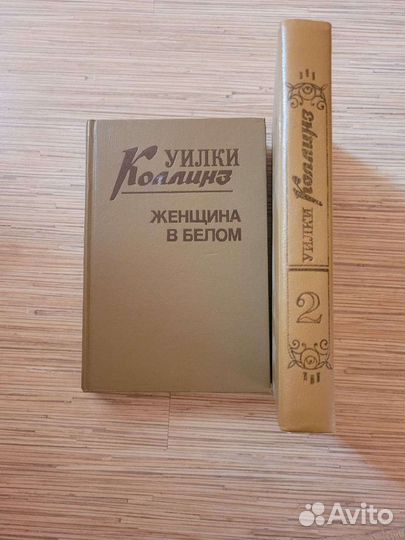 УИЛКИ
Коллинз
ЖЕНЩИНА
В БЕЛОМ
УИЛКИ Коллинз
2
Avito